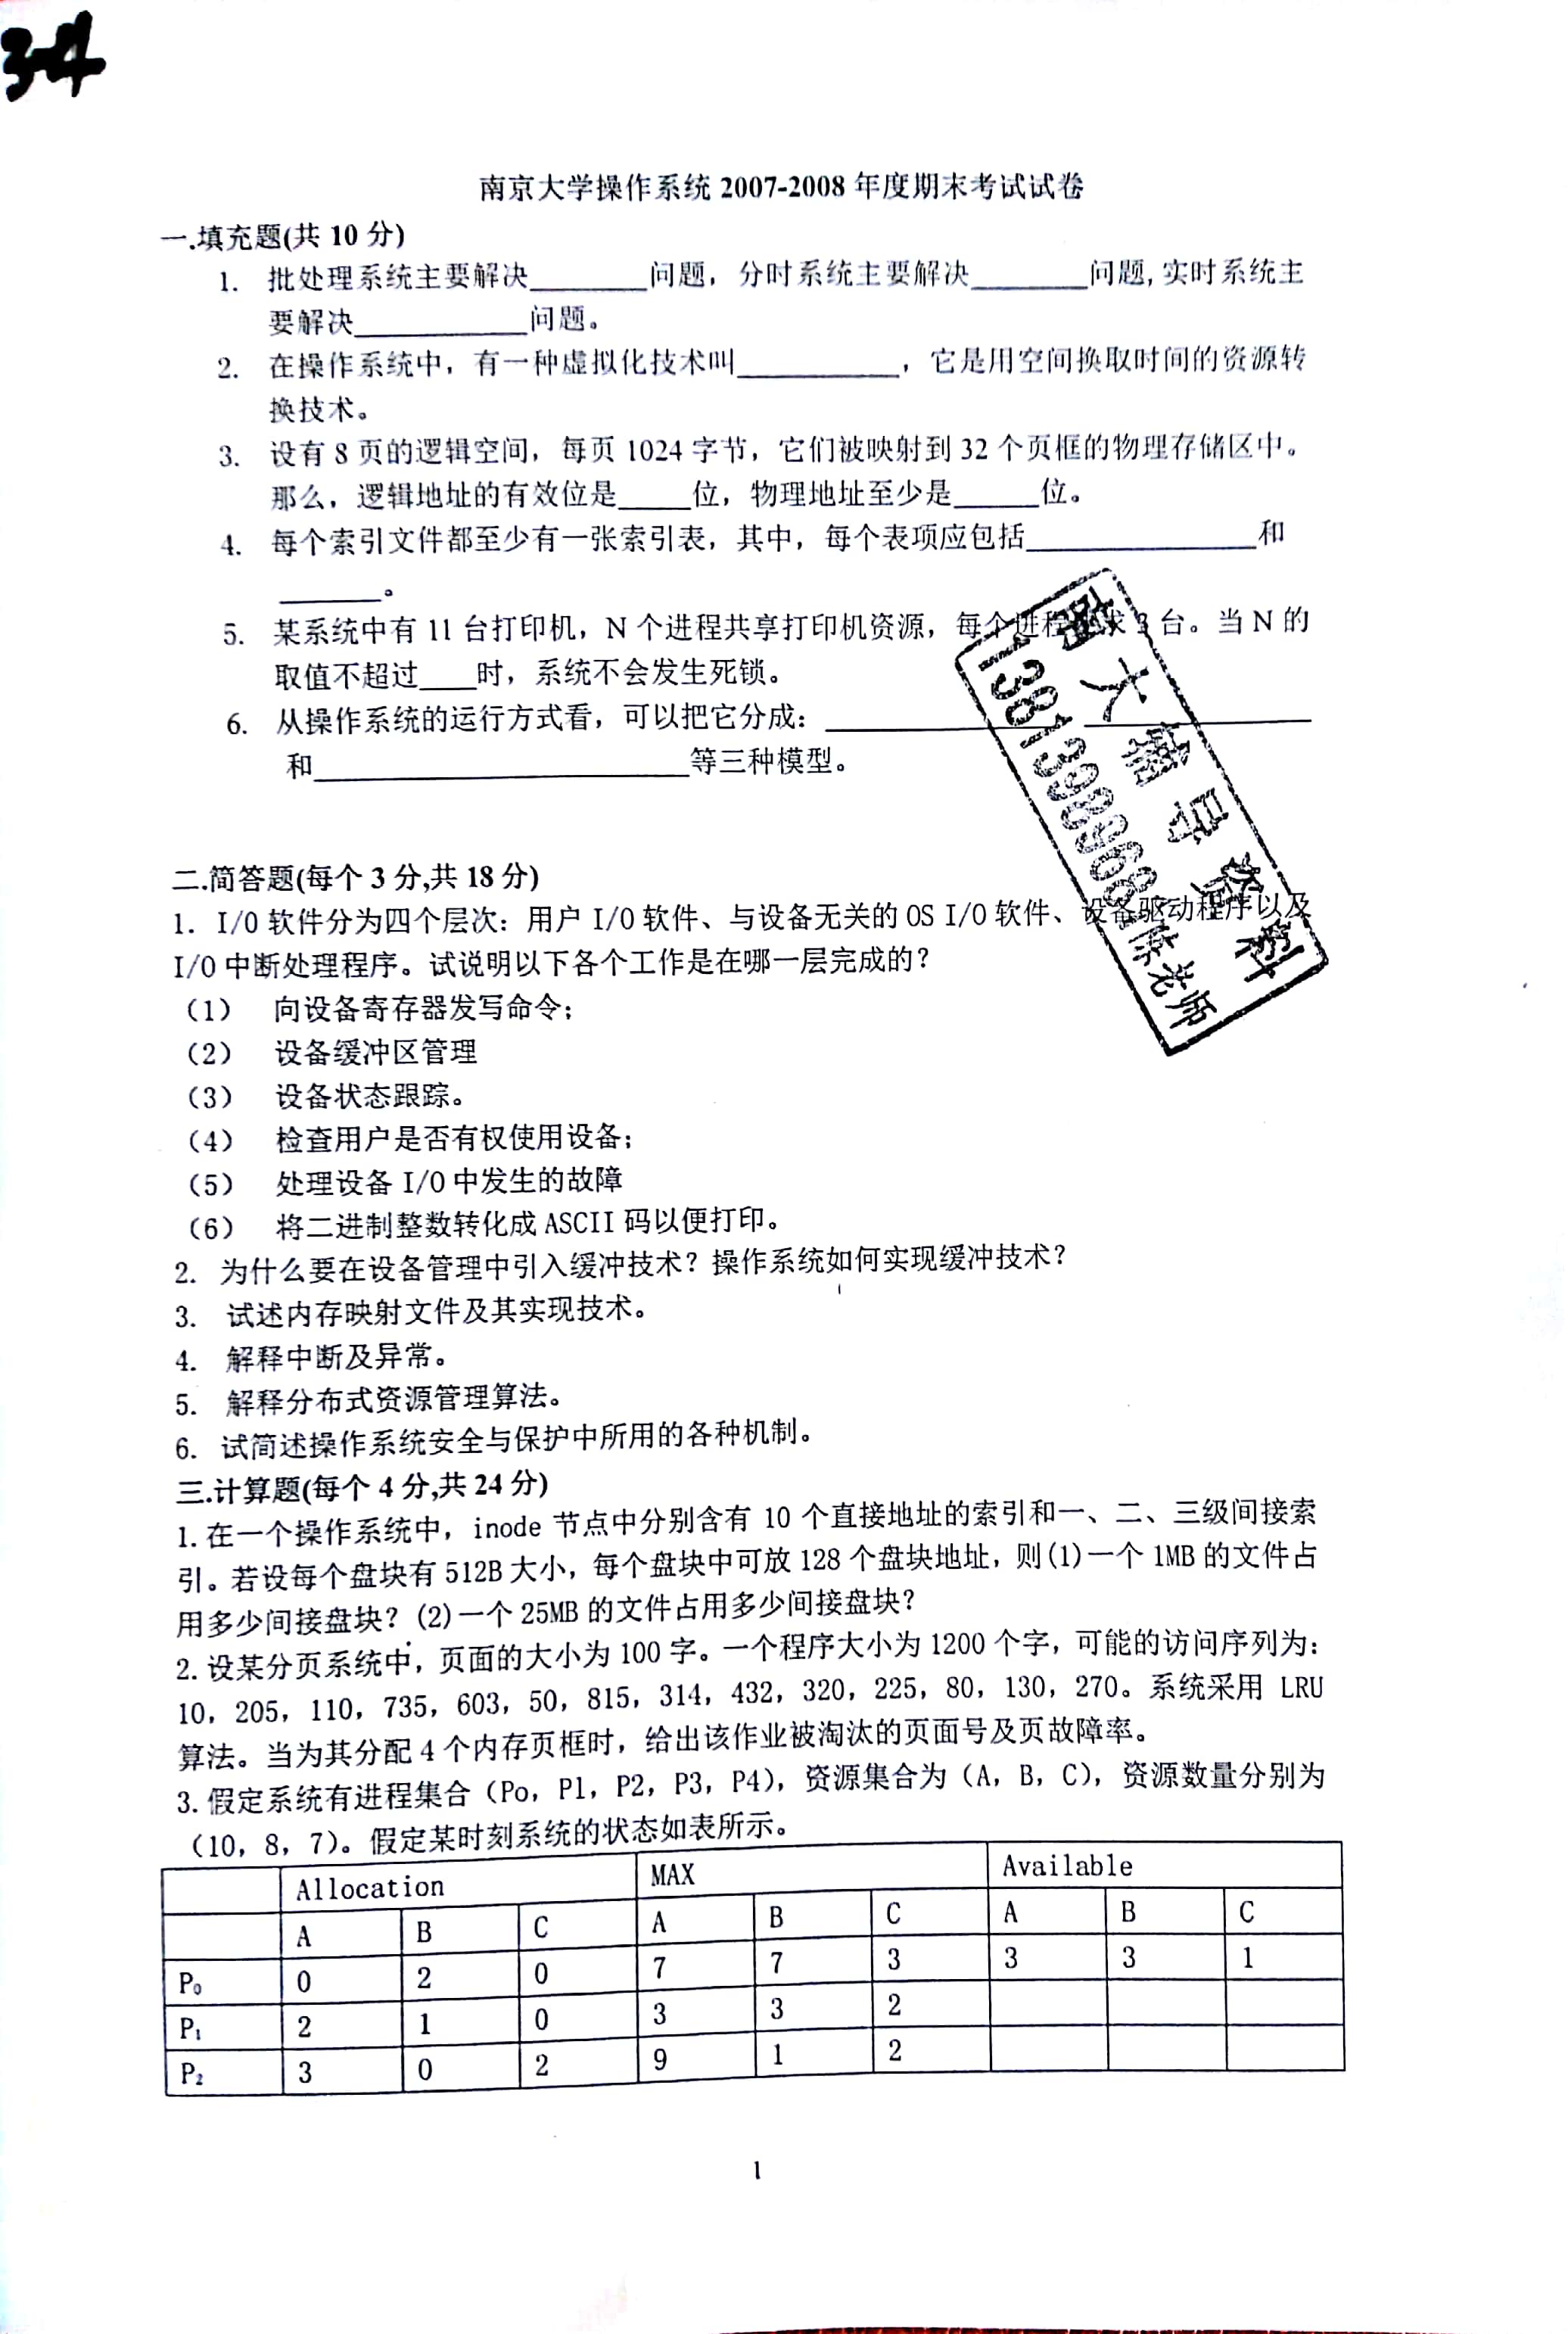 34
南京大学操作系统 2007-2008 年度期末考试试卷
一.填充题(共 10 分)
1. 批处理系统主要解决________问题，分时系统主要解决________问题,实时系统主
要解决____________问题。
2. 在操作系统中，有一种虚拟化技术叫___________，它是用空间换取时间的资源转
换技术。
3. 设有 8 页的逻辑空间，每页 1024 字节，它们被映射到 32 个页框的物理存储区中。
那么，逻辑地址的有效位是_____位，物理地址至少是______位。
4. 每个索引文件都至少有一张索引表，其中，每个表项应包括________________和
_______。
5. 某系统中有 11 台打印机，N 个进程共享打印机资源，每个进程求 3 台。当 N 的
取值不超过____时，系统不会发生死锁。
6. 从操作系统的运行方式看，可以把它分成：________________ ________________
和__________________________等三种模型。
南大辅导资料
13813998968陈老师
二.简答题(每个 3 分,共 18 分)
1. I/O 软件分为四个层次：用户 I/O 软件、与设备无关的 OS I/O 软件、设备驱动程序以及
I/O 中断处理程序。试说明以下各个工作是在哪一层完成的？
（1） 向设备寄存器发写命令；
（2） 设备缓冲区管理
（3） 设备状态跟踪。
（4） 检查用户是否有权使用设备；
（5） 处理设备 I/O 中发生的故障
（6） 将二进制整数转化成 ASCII 码以便打印。
2. 为什么要在设备管理中引入缓冲技术？操作系统如何实现缓冲技术？
3. 试述内存映射文件及其实现技术。
4. 解释中断及异常。
5. 解释分布式资源管理算法。
6. 试简述操作系统安全与保护中所用的各种机制。
三.计算题(每个 4 分,共 24 分)
1. 在一个操作系统中，inode 节点中分别含有 10 个直接地址的索引和一、二、三级间接索
引。若设每个盘块有 512B 大小，每个盘块中可放 128 个盘块地址，则(1)一个 1MB 的文件占
用多少间接盘块？(2)一个 25MB 的文件占用多少间接盘块？
2. 设某分页系统中，页面的大小为 100 字。一个程序大小为 1200 个字，可能的访问序列为：
10，205，110，735，603，50，815，314，432，320，225，80，130，270。系统采用 LRU
算法。当为其分配 4 个内存页框时，给出该作业被淘汰的页面号及页故障率。
3. 假定系统有进程集合（Po，P1，P2，P3，P4），资源集合为（A，B，C），资源数量分别为
（10，8，7）。假定某时刻系统的状态如表所示。
Allocation MAX Available
A B C A B C A B C
P₀ 0 2 0 7 7 3 3 3 1
P₁ 2 1 0 3 3 2
P₂ 3 0 2 9 1 2
1